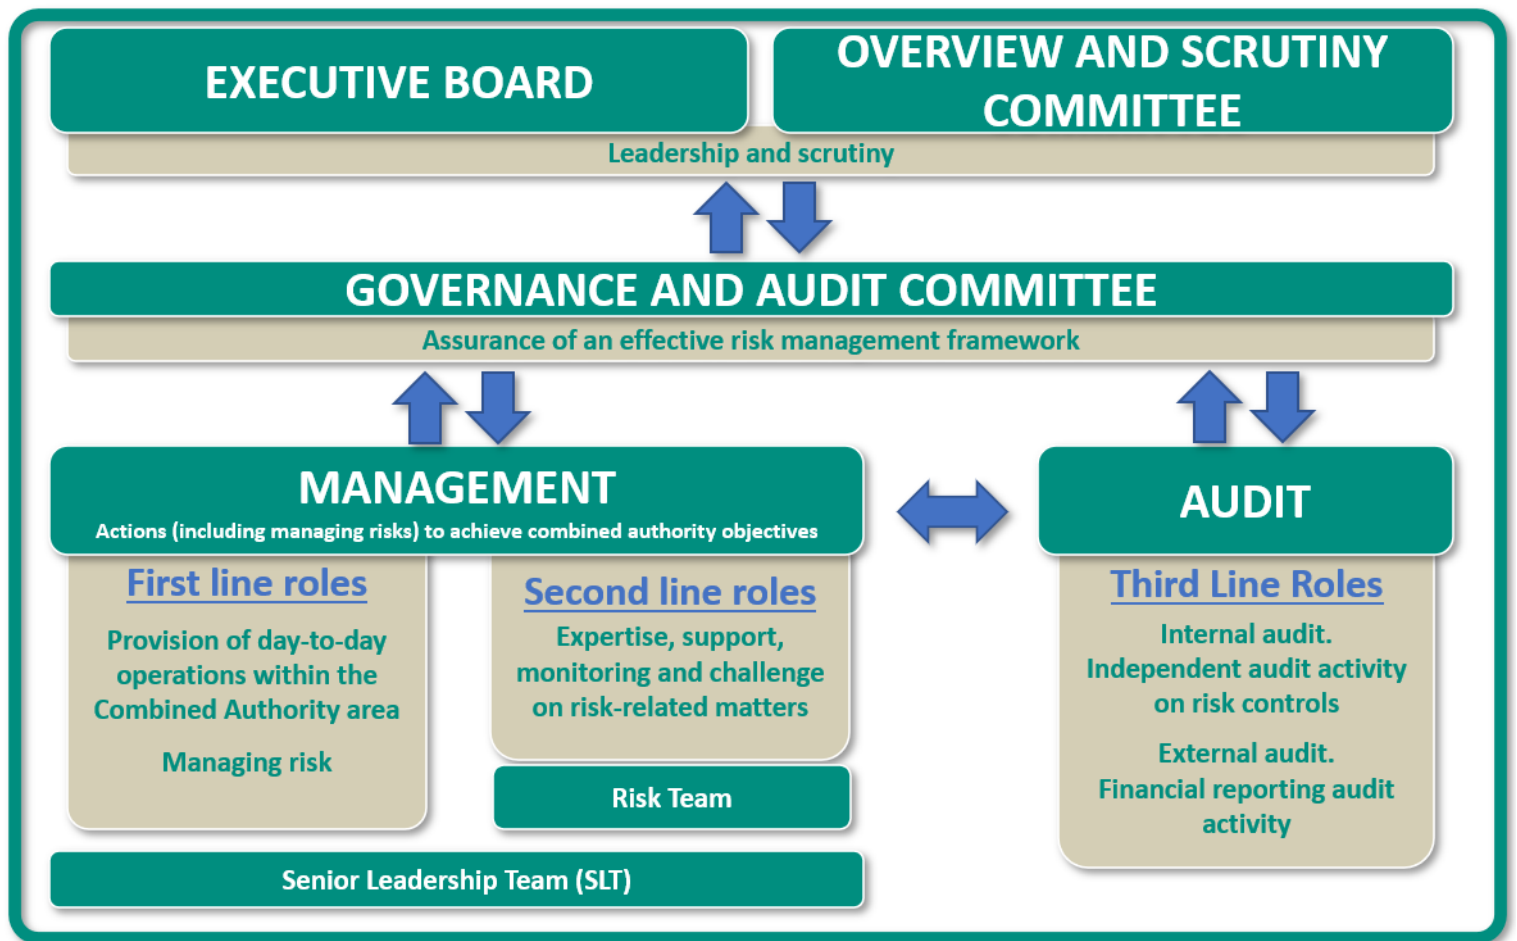 EXECUTIVE BOARD
OVERVIEW AND SCRUTINY
COMMITTEE
Leadership and scrutiny
GOVERNANCE AND AUDIT COMMITTEE
Assurance of an effective risk management framework
MANAGEMENT
Actions (including managing risks) to achieve combined authority objectives
First line roles
Provision of day-to-day
operations within the
Combined Authority area
Managing risk
Second line roles
Expertise, support,
monitoring and challenge
on risk-related matters
Risk Team
Senior Leadership Team (SLT)
AUDIT
Third Line Roles
Internal audit.
Independent audit activity
on risk controls
External audit.
Financial reporting audit
activity